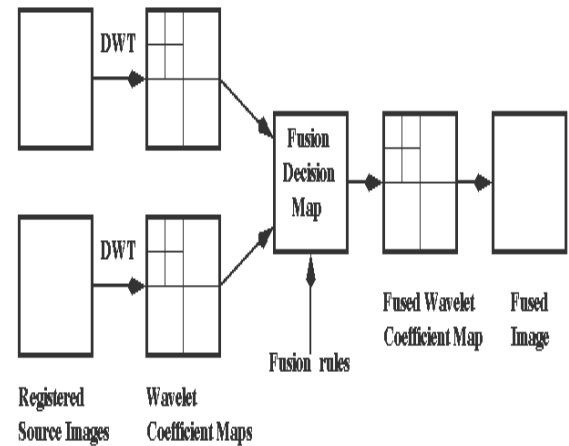 DWT
Fusion
Decision
Map
DWT
Fusion rules
Fused Wavelet
Coefficient Map
Fused
Image
Registered
Source Images
Wavelet
Coefficient Maps